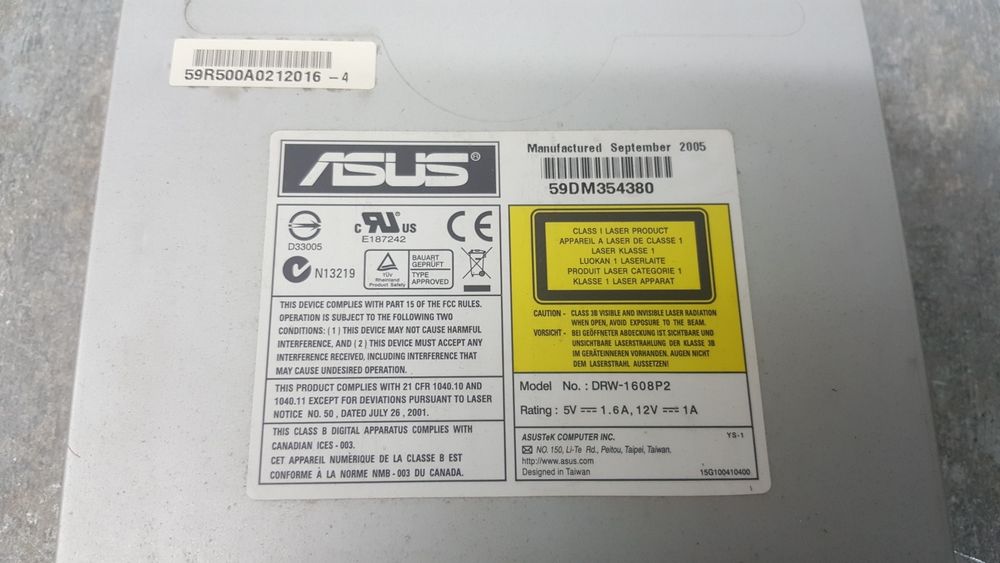 59R500A0212016 -4
ASUS®
Manufactured September 2005
59DM354380
D33005
c RU US
E187242
CE
N13219
TÜV
Rheinland
Product Safety
BAUART
GEPRÜFT
TYPE
APPROVED
THIS DEVICE COMPLIES WITH PART 15 OF THE FCC RULES.
OPERATION IS SUBJECT TO THE FOLLOWING TWO
CONDITIONS: ( 1 ) THIS DEVICE MAY NOT CAUSE HARMFUL
INTERFERENCE, AND ( 2 ) THIS DEVICE MUST ACCEPT ANY
INTERFERENCE RECEIVED, INCLUDING INTERFERENCE THAT
MAY CAUSE UNDESIRED OPERATION.
THIS PRODUCT COMPLIES WITH 21 CFR 1040.10 AND
1040.11 EXCEPT FOR DEVIATIONS PURSUANT TO LASER
NOTICE NO. 50 , DATED JULY 26 , 2001.
THIS CLASS B DIGITAL APPARATUS COMPLIES WITH
CANADIAN ICES - 003.
CET APPAREIL NUMÉRIQUE DE LA CLASSE B EST
CONFORME À LA NORME NMB - 003 DU CANADA.
CLASS I LASER PRODUCT
APPAREIL A LASER DE CLASSE 1
LASER KLASSE 1
LUOKAN 1 LASERLAITE
PRODUIT LASER CATEGORIE 1
KLASSE 1 LASER APPARAT
CAUTION - CLASS 3B VISIBLE AND INVISIBLE LASER RADIATION
WHEN OPEN, AVOID EXPOSURE TO THE BEAM.
VORSICHT - BEI GEÖFFNETER ABDECKUNG IST SICHTBARE UND
UNSICHTBARE LASERSTRAHLUNG DER KLASSE 3B
IM GERÄTEINNEREN VORHANDEN. AUGEN NICHT
DEM LASERSTRAHL AUSSETZEN!
Model No. : DRW-1608P2
Rating : 5V ⎓ 1.6A, 12V ⎓ 1A
ASUSTeK COMPUTER INC. YS-1
NO. 150, Li-Te Rd., Peitou, Taipei, Taiwan.
http://www.asus.com
Designed in Taiwan 15G100410400